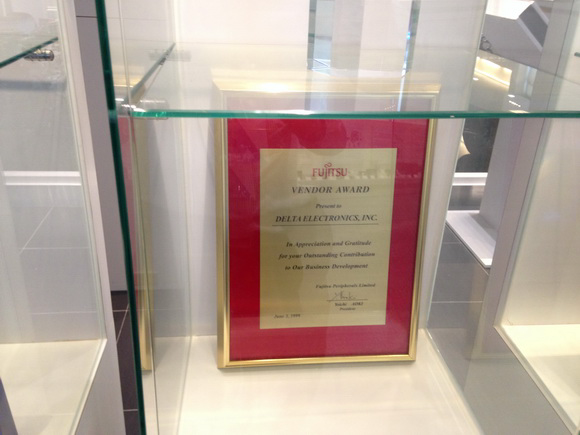 FUJITSU
VENDOR AWARD
Present to
DELTA ELECTRONICS, INC.
In Appreciation and Gratitude
for your Outstanding Contribution
to Our Business Development
Fujitsu Peripherals Limited
President